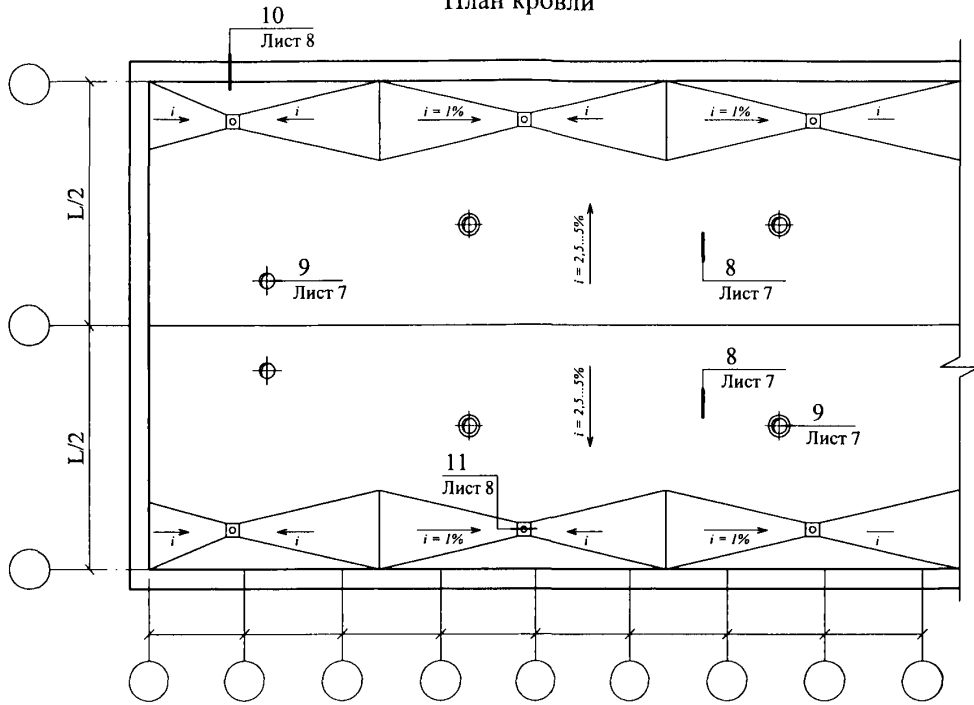 План кровли
10
Лист 8
i
i
i = 1%
i
i = 1%
i
L/2
i = 2,5...5%
9
Лист 7
8
Лист 7
8
Лист 7
L/2
i = 2,5...5%
9
Лист 7
11
Лист 8
i
i
i = 1%
i
i = 1%
i